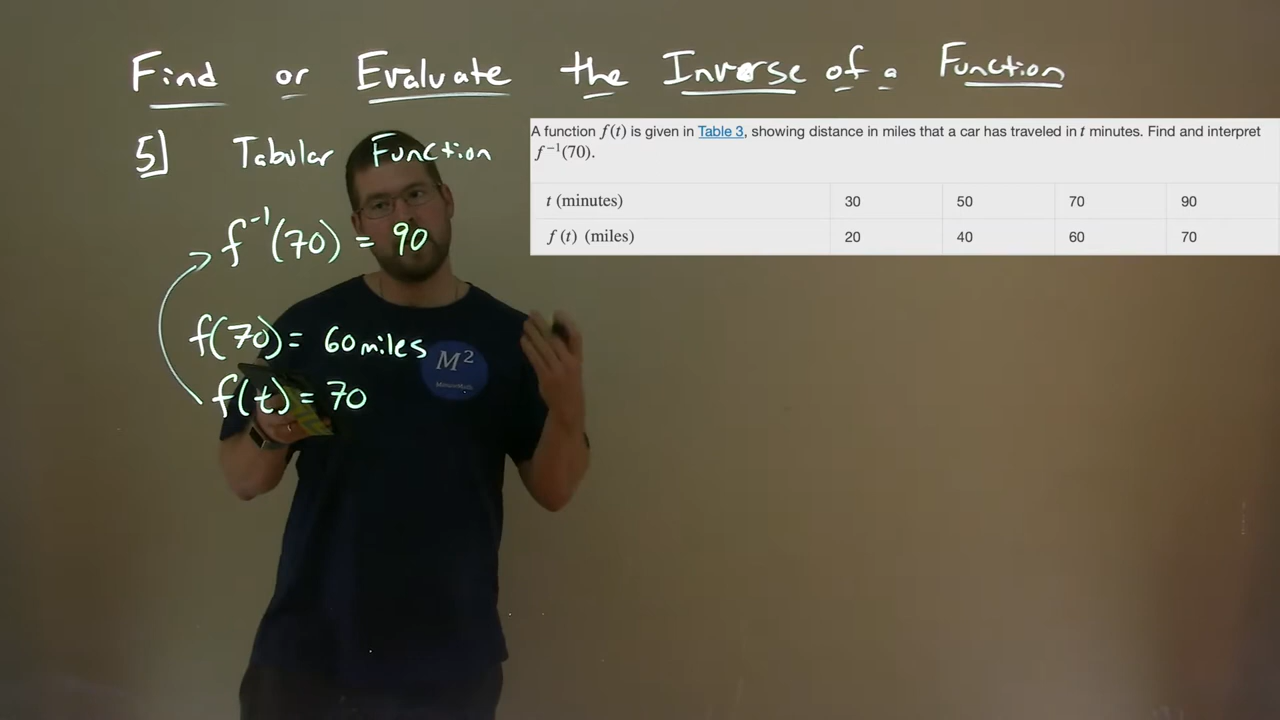 Find or Evaluate the Inverse of a Function
5] Tabular Function
A function f(t) is given in Table 3, showing distance in miles that a car has traveled in t minutes. Find and interpret
f⁻¹(70).
t (minutes) 30 50 70 90
f (t) (miles) 20 40 60 70
f⁻¹(70) = 90
f(70) = 60 miles
f(t) = 70
M²